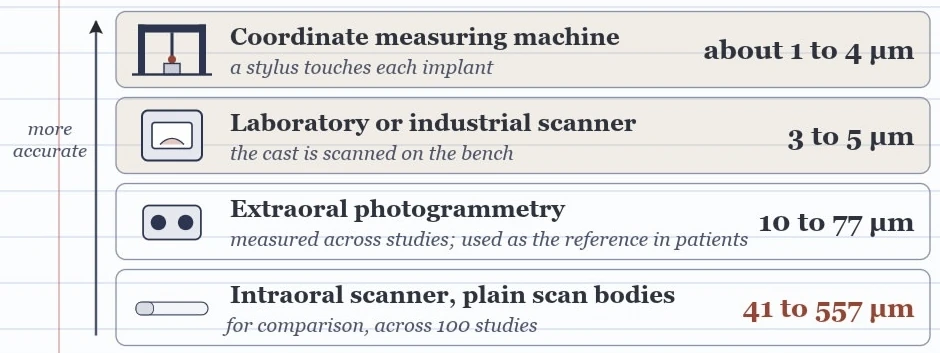 Coordinate measuring machine
a stylus touches each implant
about 1 to 4 μm
more
accurate
Laboratory or industrial scanner
the cast is scanned on the bench
3 to 5 μm
Extraoral photogrammetry
measured across studies; used as the reference in patients
10 to 77 μm
Intraoral scanner, plain scan bodies
for comparison, across 100 studies
41 to 557 μm